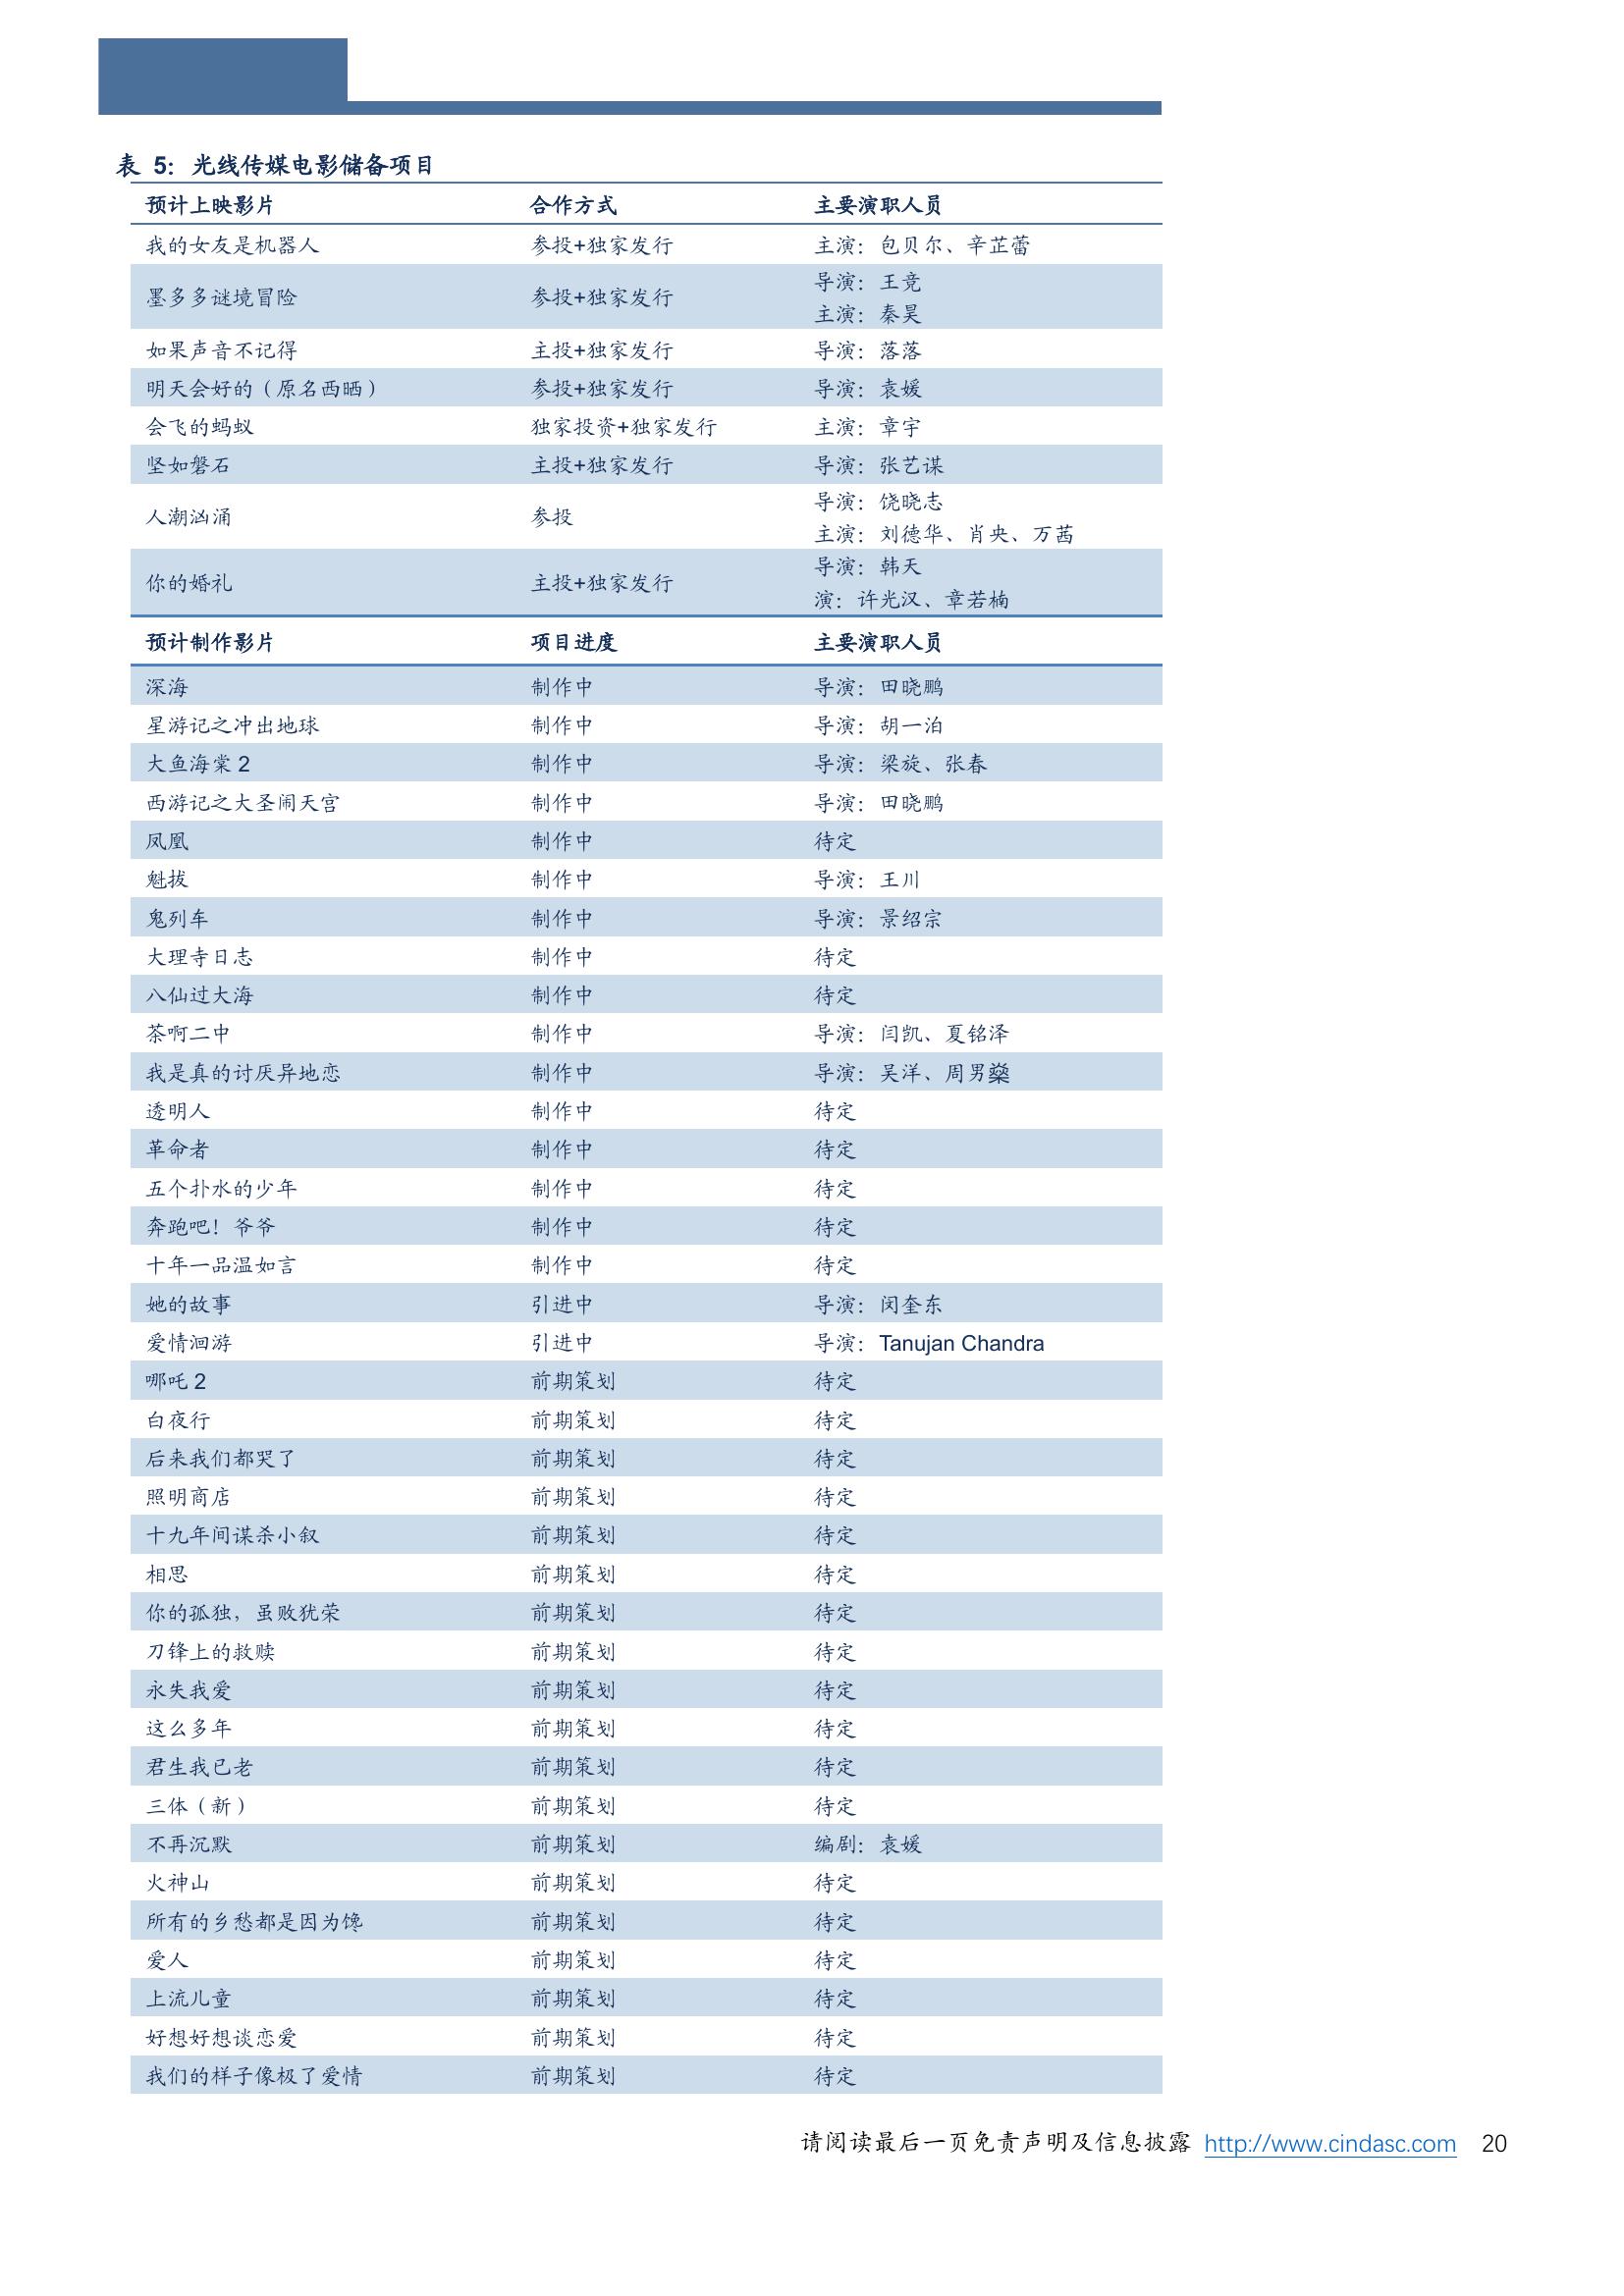 表 5：光线传媒电影储备项目
预计上映影片 合作方式 主要演职人员
我的女友是机器人 参投+独家发行 主演：包贝尔、辛芷蕾
墨多多谜境冒险 参投+独家发行 导演：王竞
主演：秦昊
如果声音不记得 主投+独家发行 导演：落落
明天会好的（原名西晒） 参投+独家发行 导演：袁媛
会飞的蚂蚁 独家投资+独家发行 主演：章宇
坚如磐石 主投+独家发行 导演：张艺谋
人潮汹涌 参投 导演：饶晓志
主演：刘德华、肖央、万茜
你的婚礼 主投+独家发行 导演：韩天
演：许光汉、章若楠
预计制作影片 项目进度 主要演职人员
深海 制作中 导演：田晓鹏
星游记之冲出地球 制作中 导演：胡一泊
大鱼海棠 2 制作中 导演：梁旋、张春
西游记之大圣闹天宫 制作中 导演：田晓鹏
凤凰 制作中 待定
魁拔 制作中 导演：王川
鬼列车 制作中 导演：景绍宗
大理寺日志 制作中 待定
八仙过大海 制作中 待定
茶啊二中 制作中 导演：闫凯、夏铭泽
我是真的讨厌异地恋 制作中 导演：吴洋、周男燊
透明人 制作中 待定
革命者 制作中 待定
五个扑水的少年 制作中 待定
奔跑吧！爷爷 制作中 待定
十年一品温如言 制作中 待定
她的故事 引进中 导演：闵奎东
爱情洄游 引进中 导演：Tanujan Chandra
哪吒 2 前期策划 待定
白夜行 前期策划 待定
后来我们都哭了 前期策划 待定
照明商店 前期策划 待定
十九年间谋杀小叙 前期策划 待定
相思 前期策划 待定
你的孤独，虽败犹荣 前期策划 待定
刀锋上的救赎 前期策划 待定
永失我爱 前期策划 待定
这么多年 前期策划 待定
君生我已老 前期策划 待定
三体（新） 前期策划 待定
不再沉默 前期策划 编剧：袁媛
火神山 前期策划 待定
所有的乡愁都是因为馋 前期策划 待定
爱人 前期策划 待定
上流儿童 前期策划 待定
好想好想谈恋爱 前期策划 待定
我们的样子像极了爱情 前期策划 待定
请阅读最后一页免责声明及信息披露 http://www.cindasc.com 20